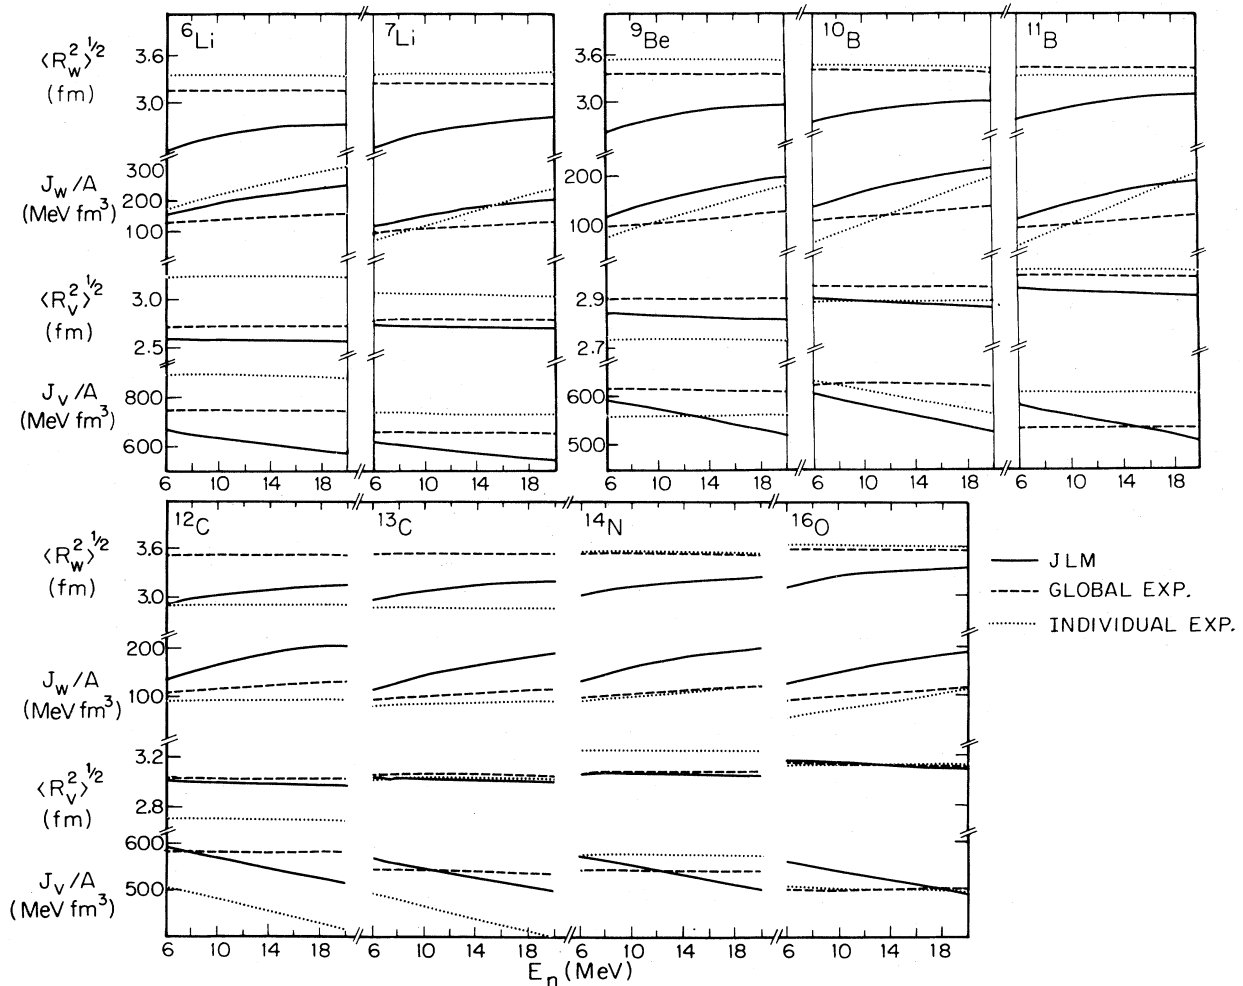 ⁶Li ⁷Li ⁹Be ¹⁰B ¹¹B
⟨R²_W⟩^1/2
(fm)
3.6
3.0
3.6
3.0
J_W/A
(MeV fm³)
300
200
100
200
100
⟨R²_V⟩^1/2
(fm)
3.0
2.5
2.9
2.7
J_V/A
(MeV fm³)
800
600
600
500
6 10 14 18 6 10 14 18 6 10 14 18 6 10 14 18 6 10 14 18
¹²C ¹³C ¹⁴N ¹⁶O
⟨R²_W⟩^1/2
(fm)
3.6
3.0
J_W/A
(MeV fm³)
200
100
⟨R²_V⟩^1/2
(fm)
3.2
2.8
J_V/A
(MeV fm³)
600
500
6 10 14 18 6 10 14 18 6 10 14 18 6 10 14 18
E_n (MeV)
JLM
GLOBAL EXP.
INDIVIDUAL EXP.